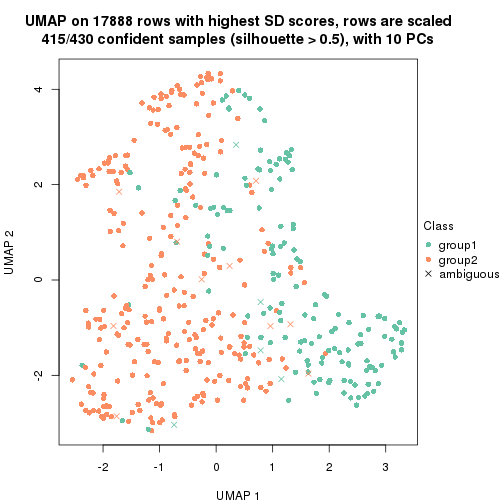 UMAP on 17888 rows with highest SD scores, rows are scaled
415/430 confident samples (silhouette > 0.5), with 10 PCs
4
2
0
-2
UMAP 2
-2
-1
0
1
2
3
UMAP 1
Class
group1
group2
ambiguous